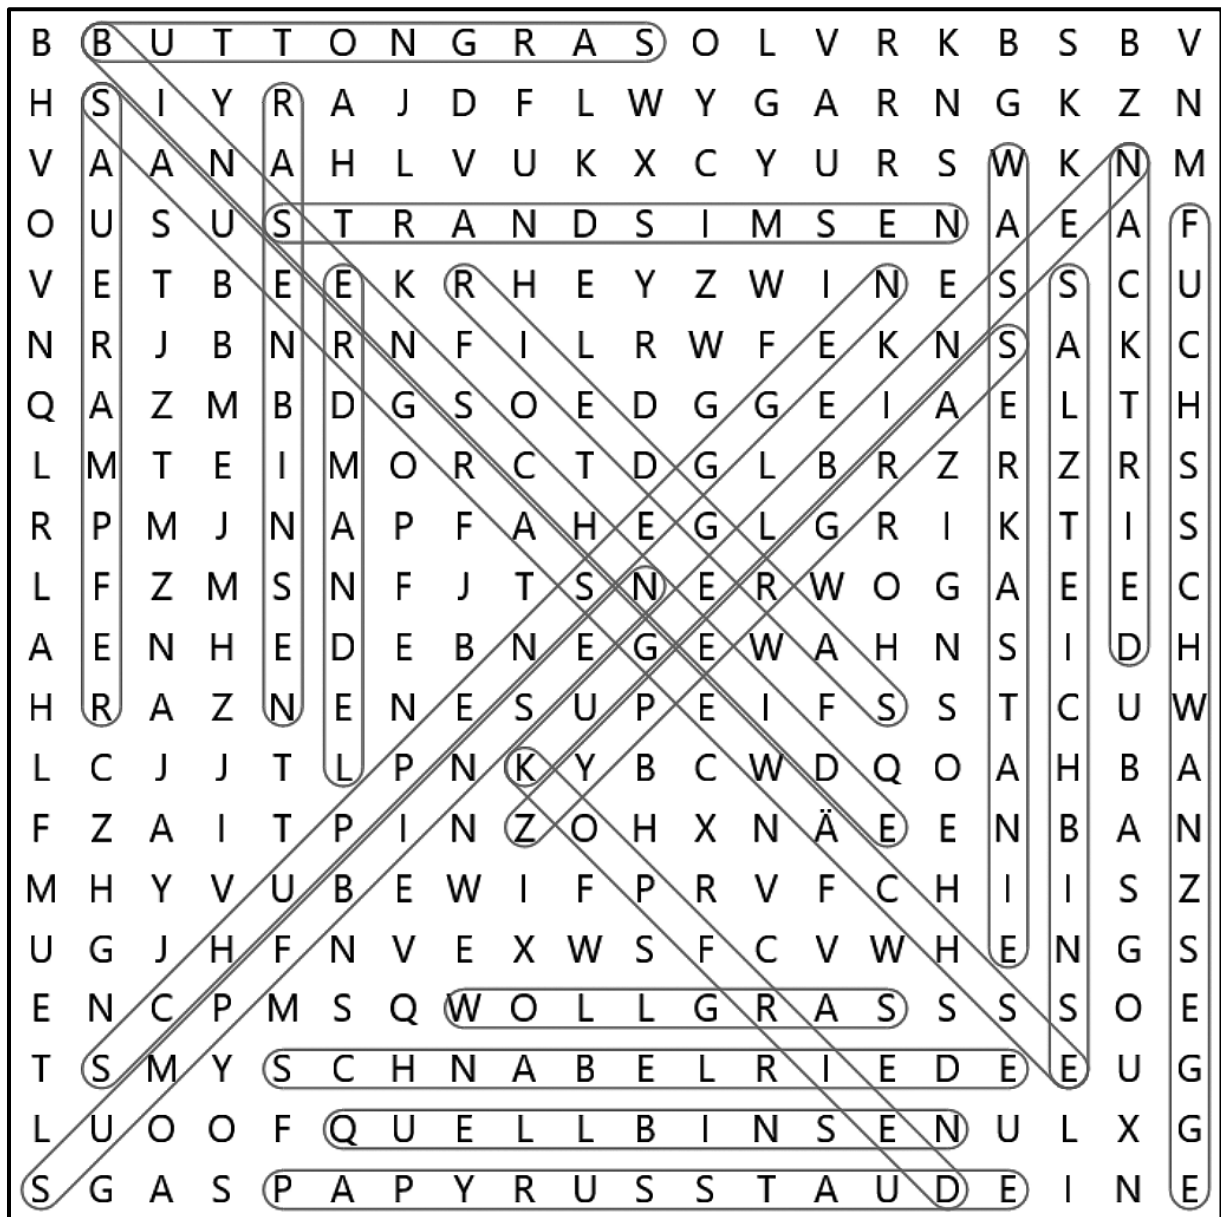 B B U T T O N G R A S O L V R K B S B V
H S I Y R A J D F L W Y G A R N G K Z N
V A A N A H L V U K X C Y U R S W K N M
O U S U S T R A N D S I M S E N A E A F
V E T B E E K R H E Y Z W I N E S S C U
N R J B N R N F I L R W F E K N S A K C
Q A Z M B D G S O E D G G E I A E L T H
L M T E I M O R C T D G L B R Z R Z R S
R P M J N A P F A H E G L G R I K T I S
L F Z M S N F J T S N E R W O G A E E C
A E N H E D E B N E G E W A H N S I D H
H R A Z N E N E S U P E I F S S T C U W
L C J J T L P N K Y B C W D Q O A H B A
F Z A I T P I N Z O H X N Ä E E N B A N
M H Y V U B E W I F P R V F C H I I S Z
U G J H F N V E X W S F C V W H E N G S
E N C P M S Q W O L L G R A S S S S O E
T S M Y S C H N A B E L R I E D E E U G
L U O O F Q U E L L B I N S E N U L X G
S G A S P A P Y R U S S T A U D E I N E